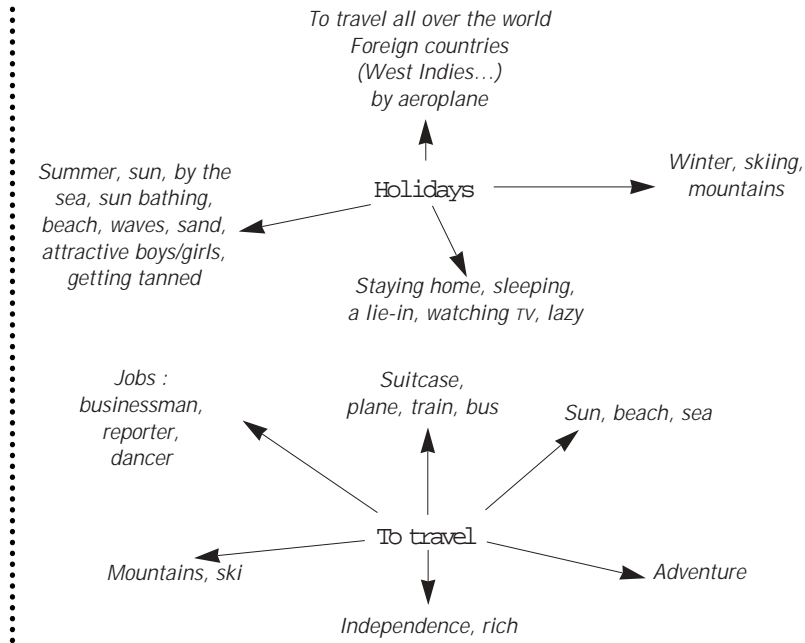 To travel all over the world
Foreign countries
(West Indies...)
by aeroplane
Summer, sun, by the
sea, sun bathing,
beach, waves, sand,
attractive boys/girls,
getting tanned
Holidays
Winter, skiing,
mountains
Staying home, sleeping,
a lie-in, watching TV, lazy
Jobs :
businessman,
reporter,
dancer
Suitcase,
plane, train, bus
Sun, beach, sea
To travel
Mountains, ski
Adventure
Independence, rich